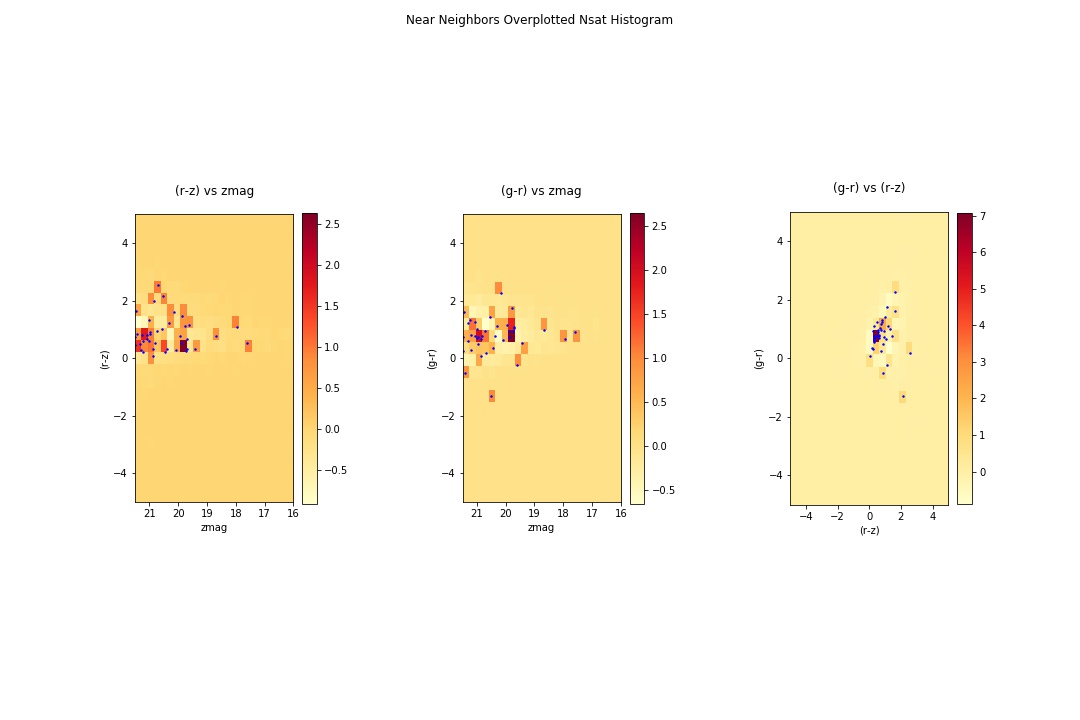 Near Neighbors Overplotted Nsat Histogram
(r-z) vs zmag
(r-z)
4
2
0
−2
−4
21 20 19 18 17 16
zmag
2.5
2.0
1.5
1.0
0.5
0.0
−0.5
(g-r) vs zmag
(g-r)
4
2
0
−2
−4
21 20 19 18 17 16
zmag
2.5
2.0
1.5
1.0
0.5
0.0
−0.5
(g-r) vs (r-z)
(g-r)
4
2
0
−2
−4
−4 −2 0 2 4
(r-z)
7
6
5
4
3
2
1
0